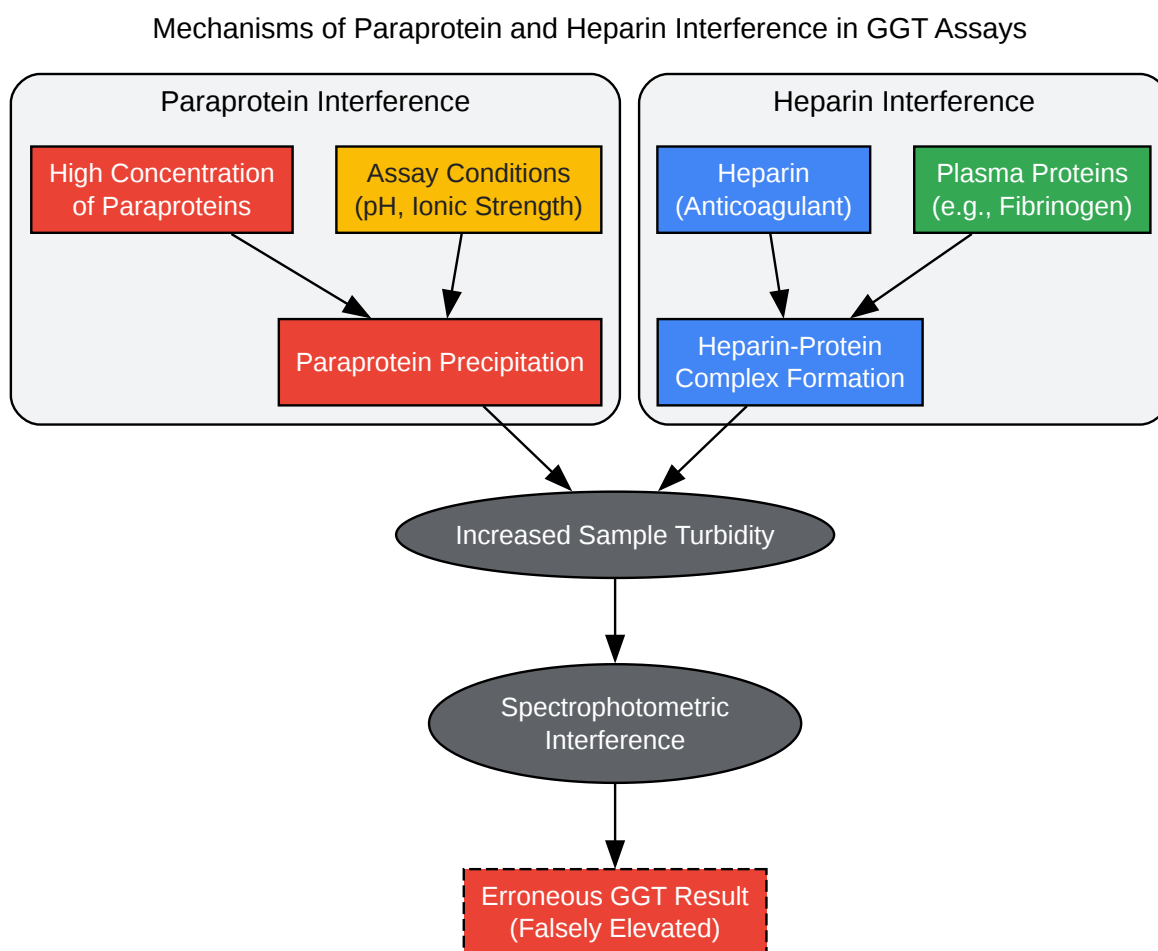 Mechanisms of Paraprotein and Heparin Interference in GGT Assays
Paraprotein Interference
High Concentration
of Paraproteins
Assay Conditions
(pH, Ionic Strength)
Paraprotein Precipitation
Heparin Interference
Heparin
(Anticoagulant)
Plasma Proteins
(e.g., Fibrinogen)
Heparin-Protein
Complex Formation
Increased Sample Turbidity
Spectrophotometric
Interference
Erroneous GGT Result
(Falsely Elevated)